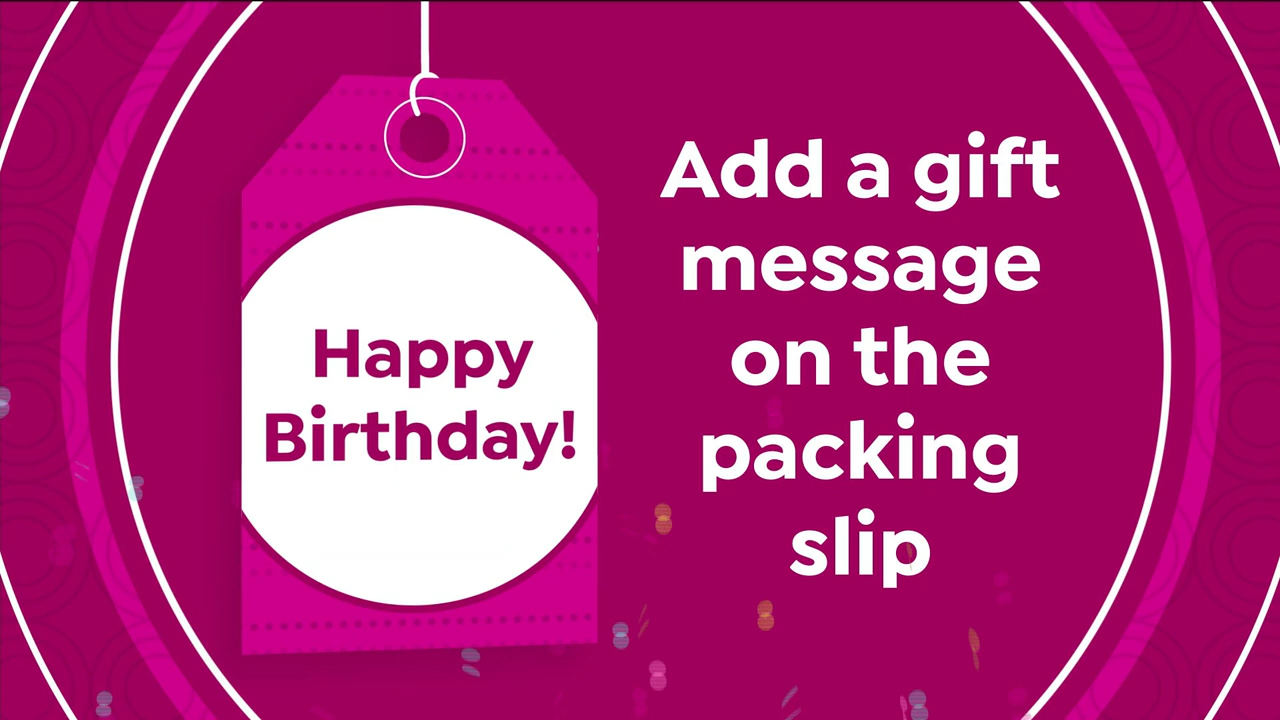 Happy
Birthday!
Add a gift
message
on the
packing
slip